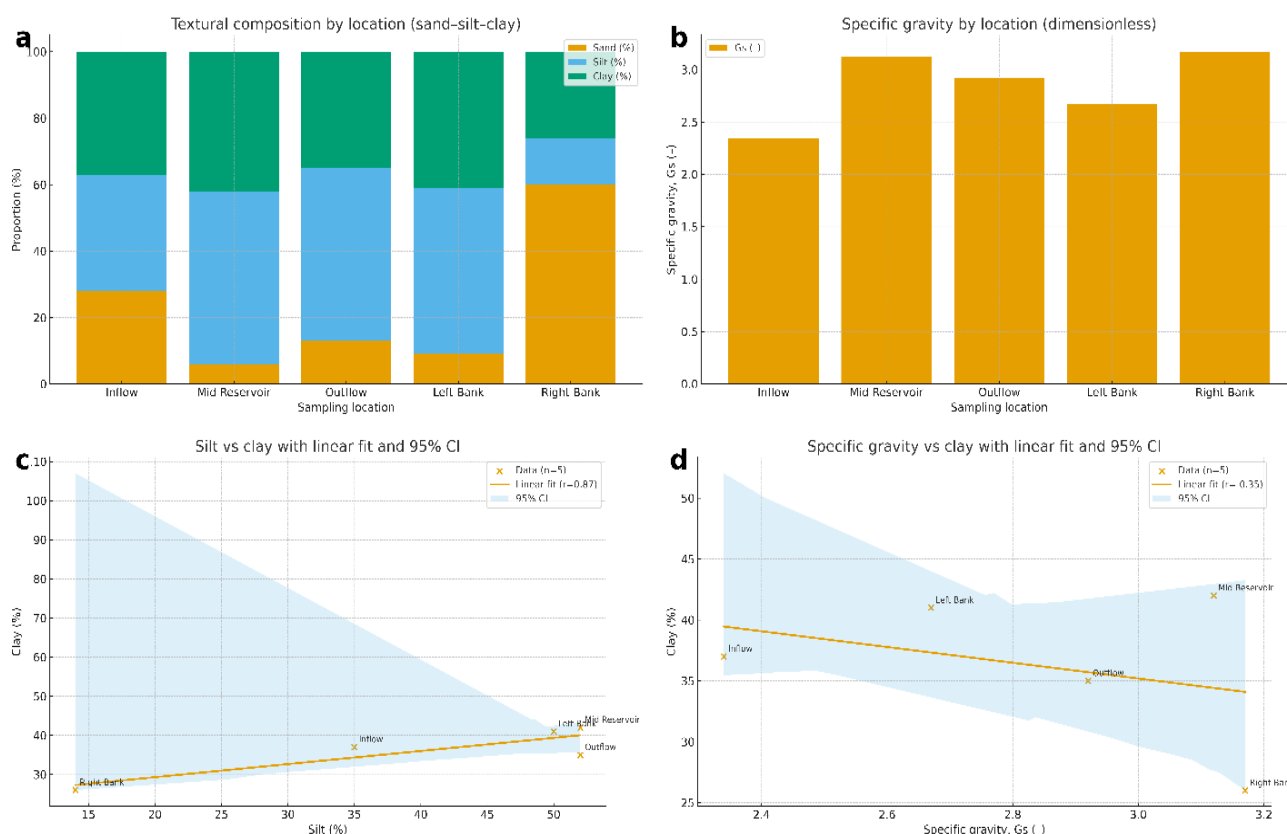 a
Textural composition by location (sand–silt–clay)
Sand (%)
Silt (%)
Clay (%)
100
80
60
40
20
0
Proportion (%)
Inflow
Mid Reservoir
Outflow
Left Bank
Right Bank
Sampling location
b
Specific gravity by location (dimensionless)
Gs (–)
3.0
2.5
2.0
1.5
1.0
0.5
0.0
Specific gravity, Gs (–)
Inflow
Mid Reservoir
Outflow
Left Bank
Right Bank
Sampling location
c
Silt vs clay with linear fit and 95% CI
Data (n=5)
Linear fit (r=0.87)
95% CI
110
100
90
80
70
60
50
40
30
Clay (%)
Right Bank
Inflow
Left Bank
Mid Reservoir
Outflow
15
20
25
30
35
40
45
50
Silt (%)
d
Specific gravity vs clay with linear fit and 95% CI
Data (n=5)
Linear fit (r=-0.35)
95% CI
50
45
40
35
30
25
Clay (%)
Inflow
Left Bank
Outflow
Mid Reservoir
Right Ban
2.4
2.6
2.8
3.0
3.2
Specific gravity, Gs (–)